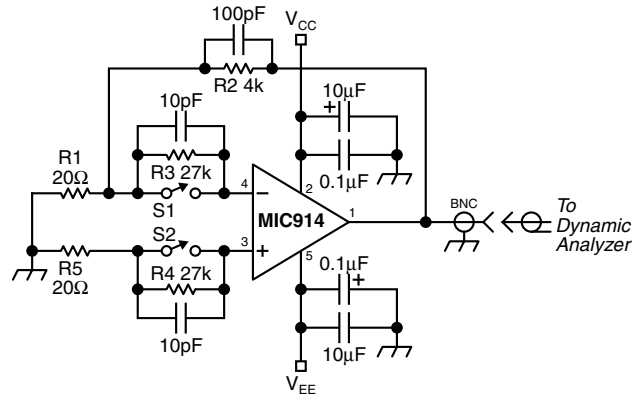 100pF
V_CC
R2 4k
10pF
10µF
+
R1
20Ω
R3 27k
0.1µF
4
−
2
S1
MIC914
1
BNC
To
Dynamic
Analyzer
S2
3
+
5
R5
20Ω
R4 27k
0.1µF
+
10pF
10µF
V_EE